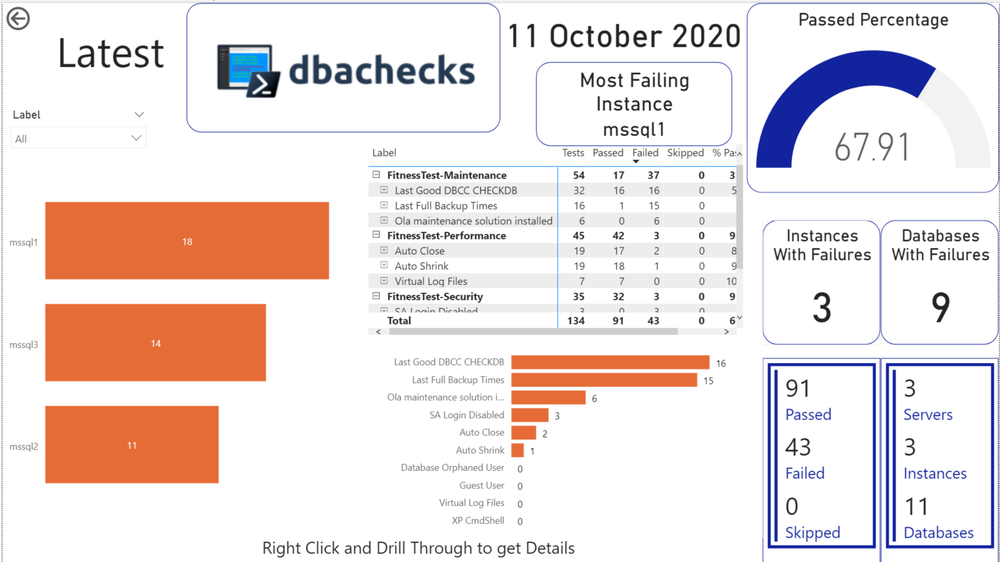 Latest
dbachecks
11 October 2020
Most Failing
Instance
mssql1
Passed Percentage
67.91
Label
All
mssql1
18
mssql3
14
mssql2
11
Label Tests Passed Failed Skipped % Pas
FitnessTest-Maintenance 54 17 37 0 3
Last Good DBCC CHECKDB 32 16 16 0 5
Last Full Backup Times 16 1 15 0
Ola maintenance solution installed 6 0 6 0
FitnessTest-Performance 45 42 3 0 9
Auto Close 19 17 2 0 8
Auto Shrink 19 18 1 0 9
Virtual Log Files 7 7 0 0 10
FitnessTest-Security 35 32 3 0 9
SA Login Disabled 3 0 3 0
Total 134 91 43 0 6
Last Good DBCC CHECKDB 16
Last Full Backup Times 15
Ola maintenance solution i... 6
SA Login Disabled 3
Auto Close 2
Auto Shrink 1
Database Orphaned User 0
Guest User 0
Virtual Log Files 0
XP CmdShell 0
Right Click and Drill Through to get Details
Instances
With Failures
3
Databases
With Failures
9
91
Passed
43
Failed
0
Skipped
3
Servers
3
Instances
11
Databases